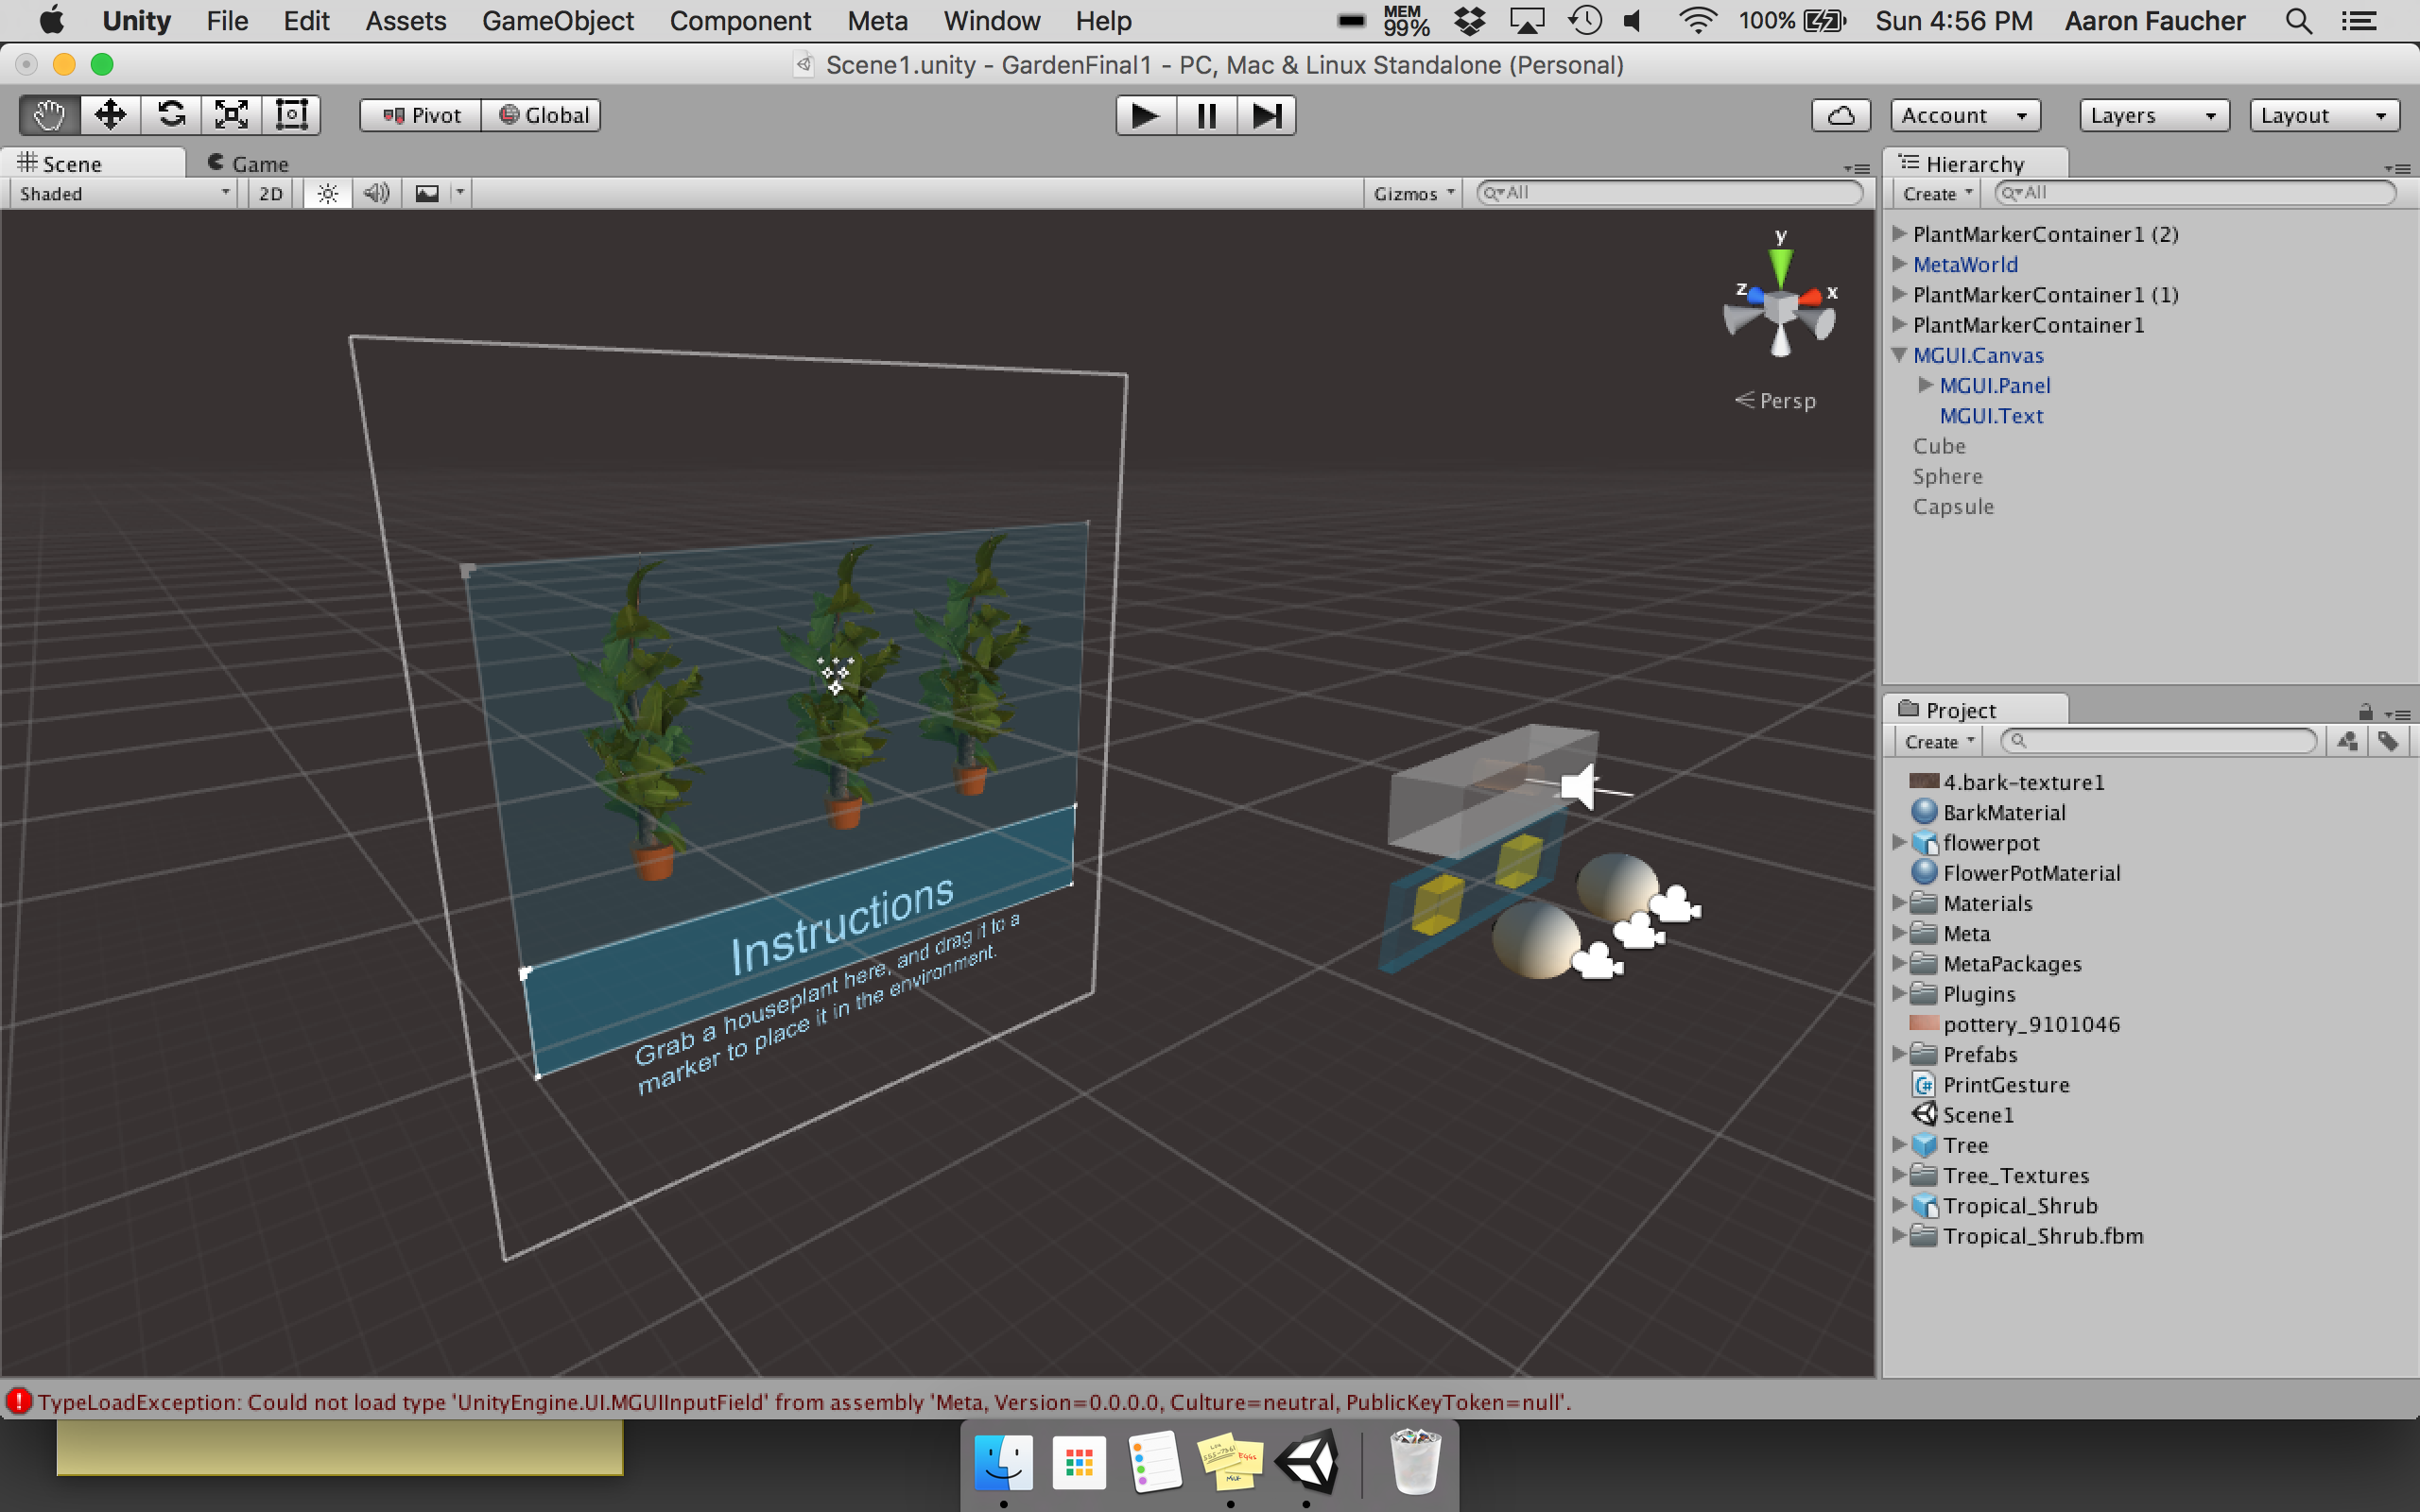 Unity File Edit Assets GameObject Component Meta Window Help MEM 99% 100% Sun 4:56 PM Aaron Faucher
Scene1.unity - GardenFinal1 - PC, Mac & Linux Standalone (Personal)
Pivot Global Account Layers Layout
Scene Game
Shaded 2D Gizmos All
y
z x
Persp
Instructions
Grab a houseplant here, and drag it to a
marker to place it in the environment.
Hierarchy
Create All
PlantMarkerContainer1 (2)
MetaWorld
PlantMarkerContainer1 (1)
PlantMarkerContainer1
MGUI.Canvas
MGUI.Panel
MGUI.Text
Cube
Sphere
Capsule
Project
Create
4.bark-texture1
BarkMaterial
flowerpot
FlowerPotMaterial
Materials
Meta
MetaPackages
Plugins
pottery_9101046
Prefabs
PrintGesture
Scene1
Tree
Tree_Textures
Tropical_Shrub
Tropical_Shrub.fbm
TypeLoadException: Could not load type 'UnityEngine.UI.MGUIInputField' from assembly 'Meta, Version=0.0.0.0, Culture=neutral, PublicKeyToken=null'.